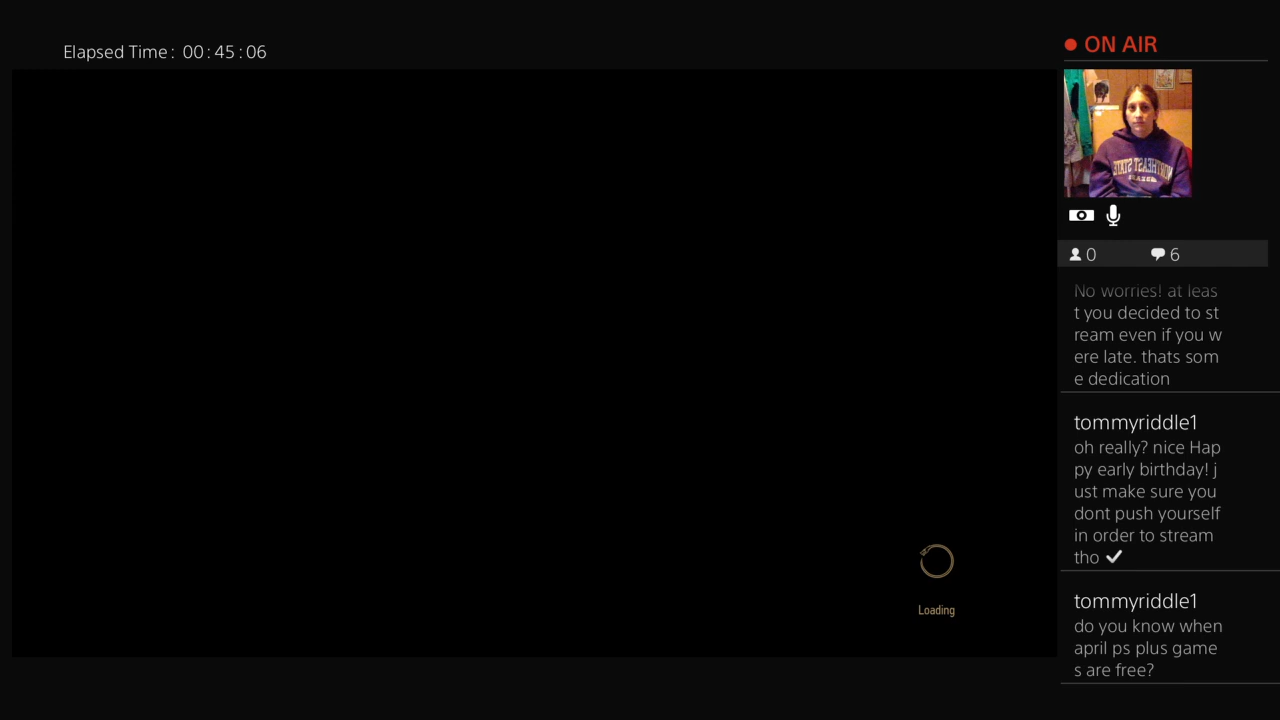 Elapsed Time: 00:45:06
ON AIR
NORTHEAST STATE
0 6
No worries! at leas
t you decided to st
ream even if you w
ere late. thats som
e dedication
tommyriddle1
oh really? nice Hap
py early birthday! j
ust make sure you
dont push yourself
in order to stream
tho ✔
tommyriddle1
do you know when
april ps plus game
s are free?
Loading